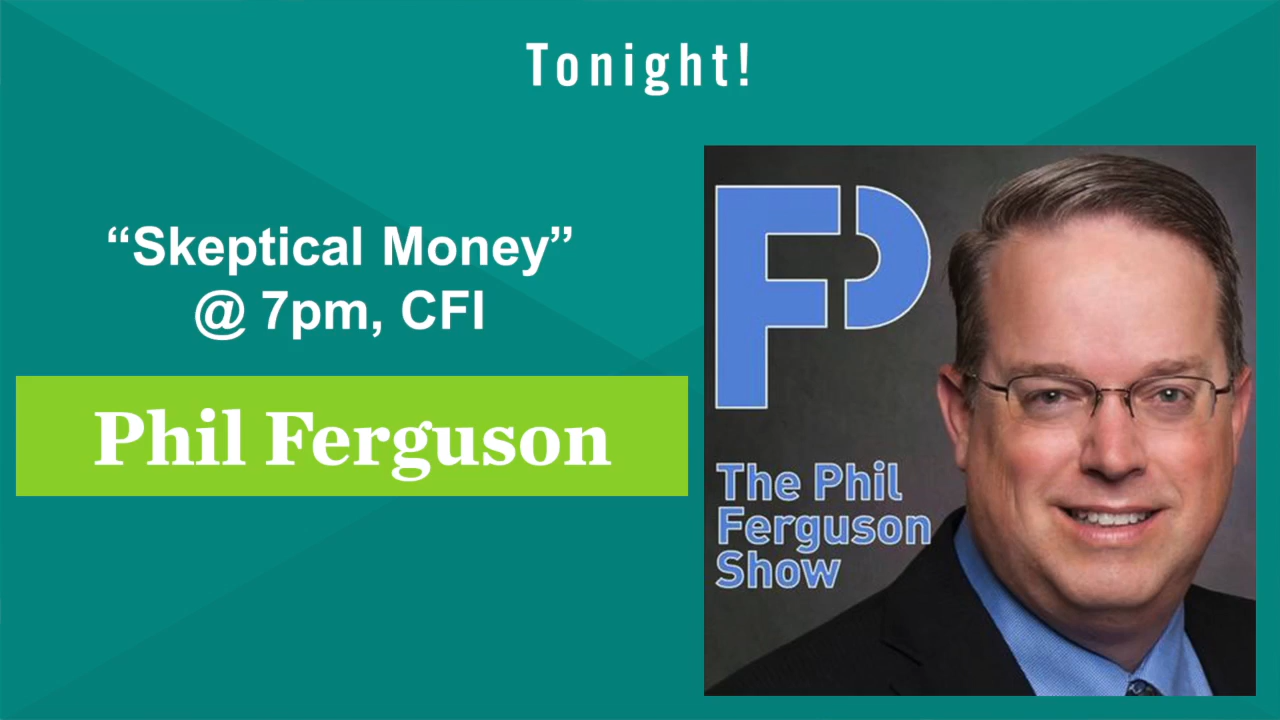 Tonight!
“Skeptical Money”
@ 7pm, CFI
Phil Ferguson
FP
The Phil
Ferguson
Show